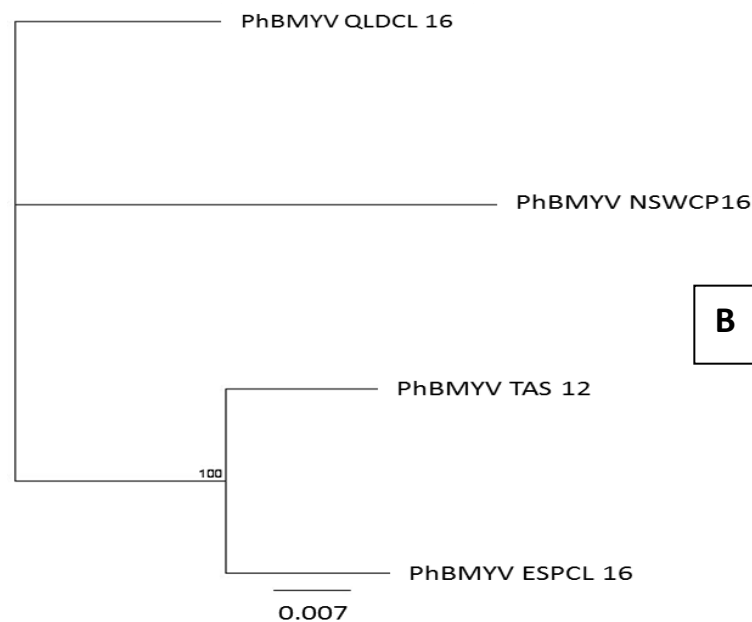 PhBMYV QLDCL 16
PhBMYV NSWCP16
B
PhBMYV TAS 12
100
PhBMYV ESPCL 16
0.007